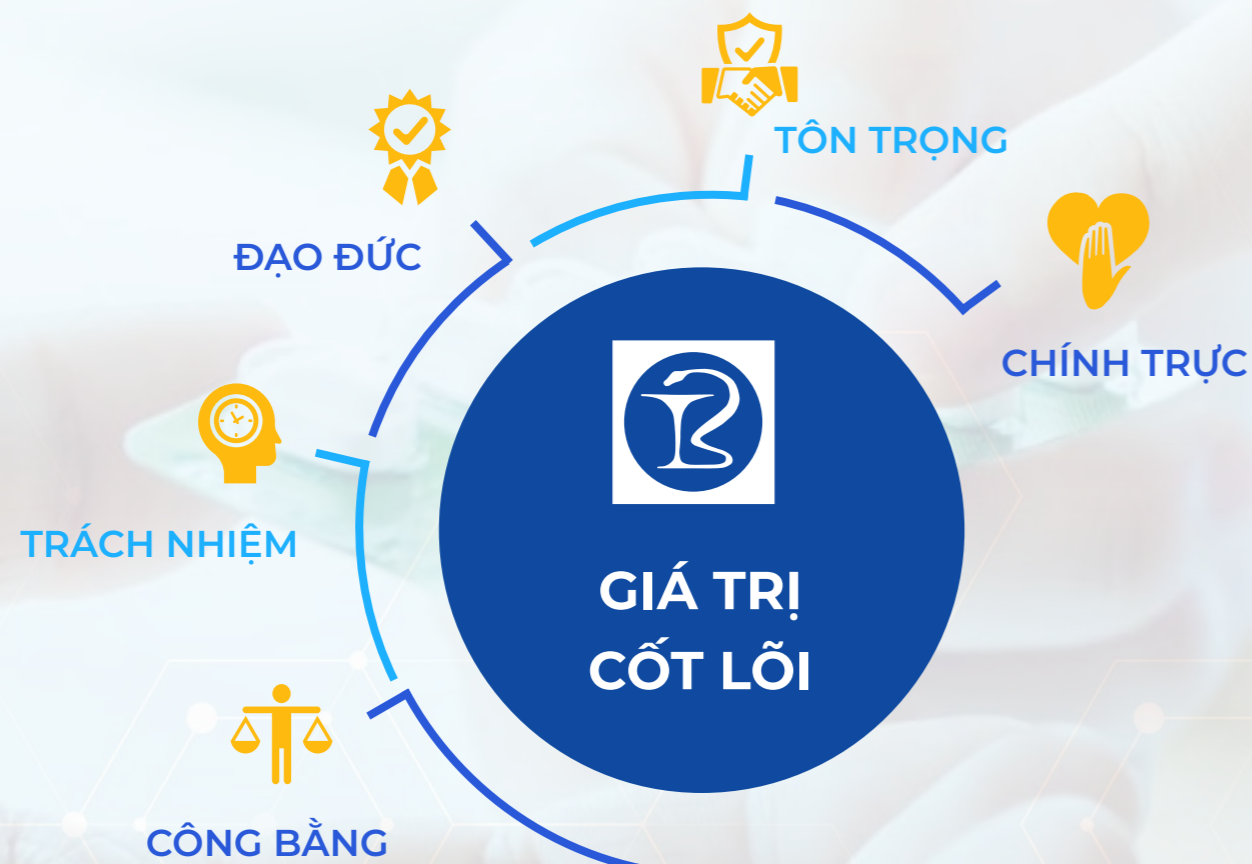 TÔN TRỌNG
ĐẠO ĐỨC
CHÍNH TRỰC
TRÁCH NHIỆM
GIÁ TRỊ
CỐT LÕI
CÔNG BẰNG